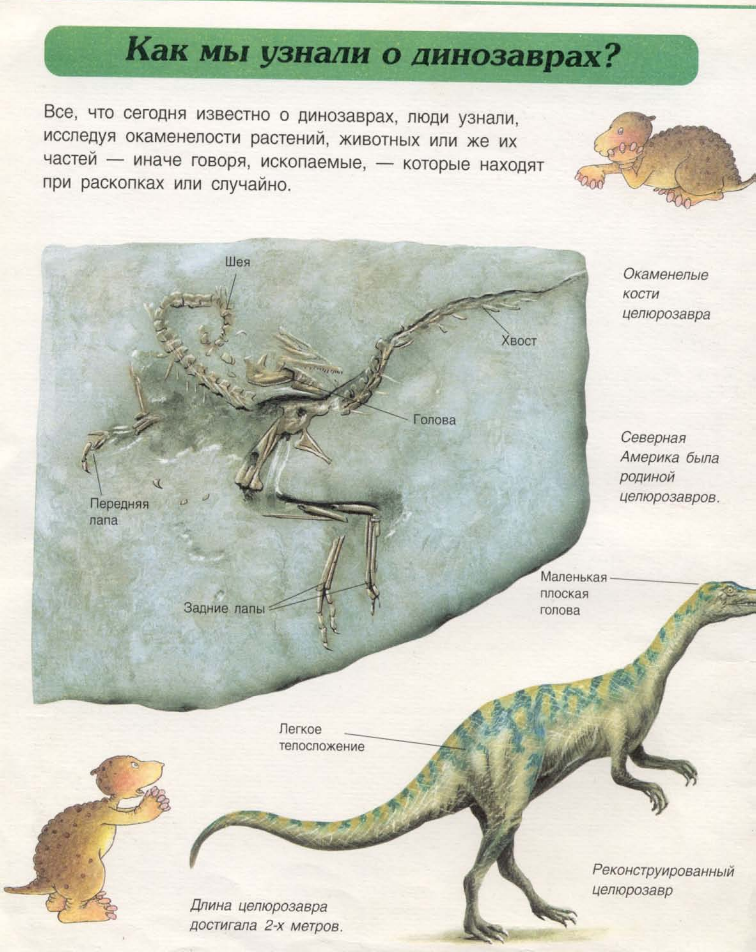 Как мы узнали о динозаврах?
Все, что сегодня известно о динозаврах, люди узнали,
исследуя окаменелости растений, животных или же их
частей — иначе говоря, ископаемые, — которые находят
при раскопках или случайно.
Шея
Хвост
Голова
Передняя
лапа
Задние лапы
Окаменелые
кости
целюрозавра
Северная
Америка была
родиной
целюрозавров.
Маленькая
плоская
голова
Легкое
телосложение
Реконструированный
целюрозавр
Длина целюрозавра
достигала 2-х метров.